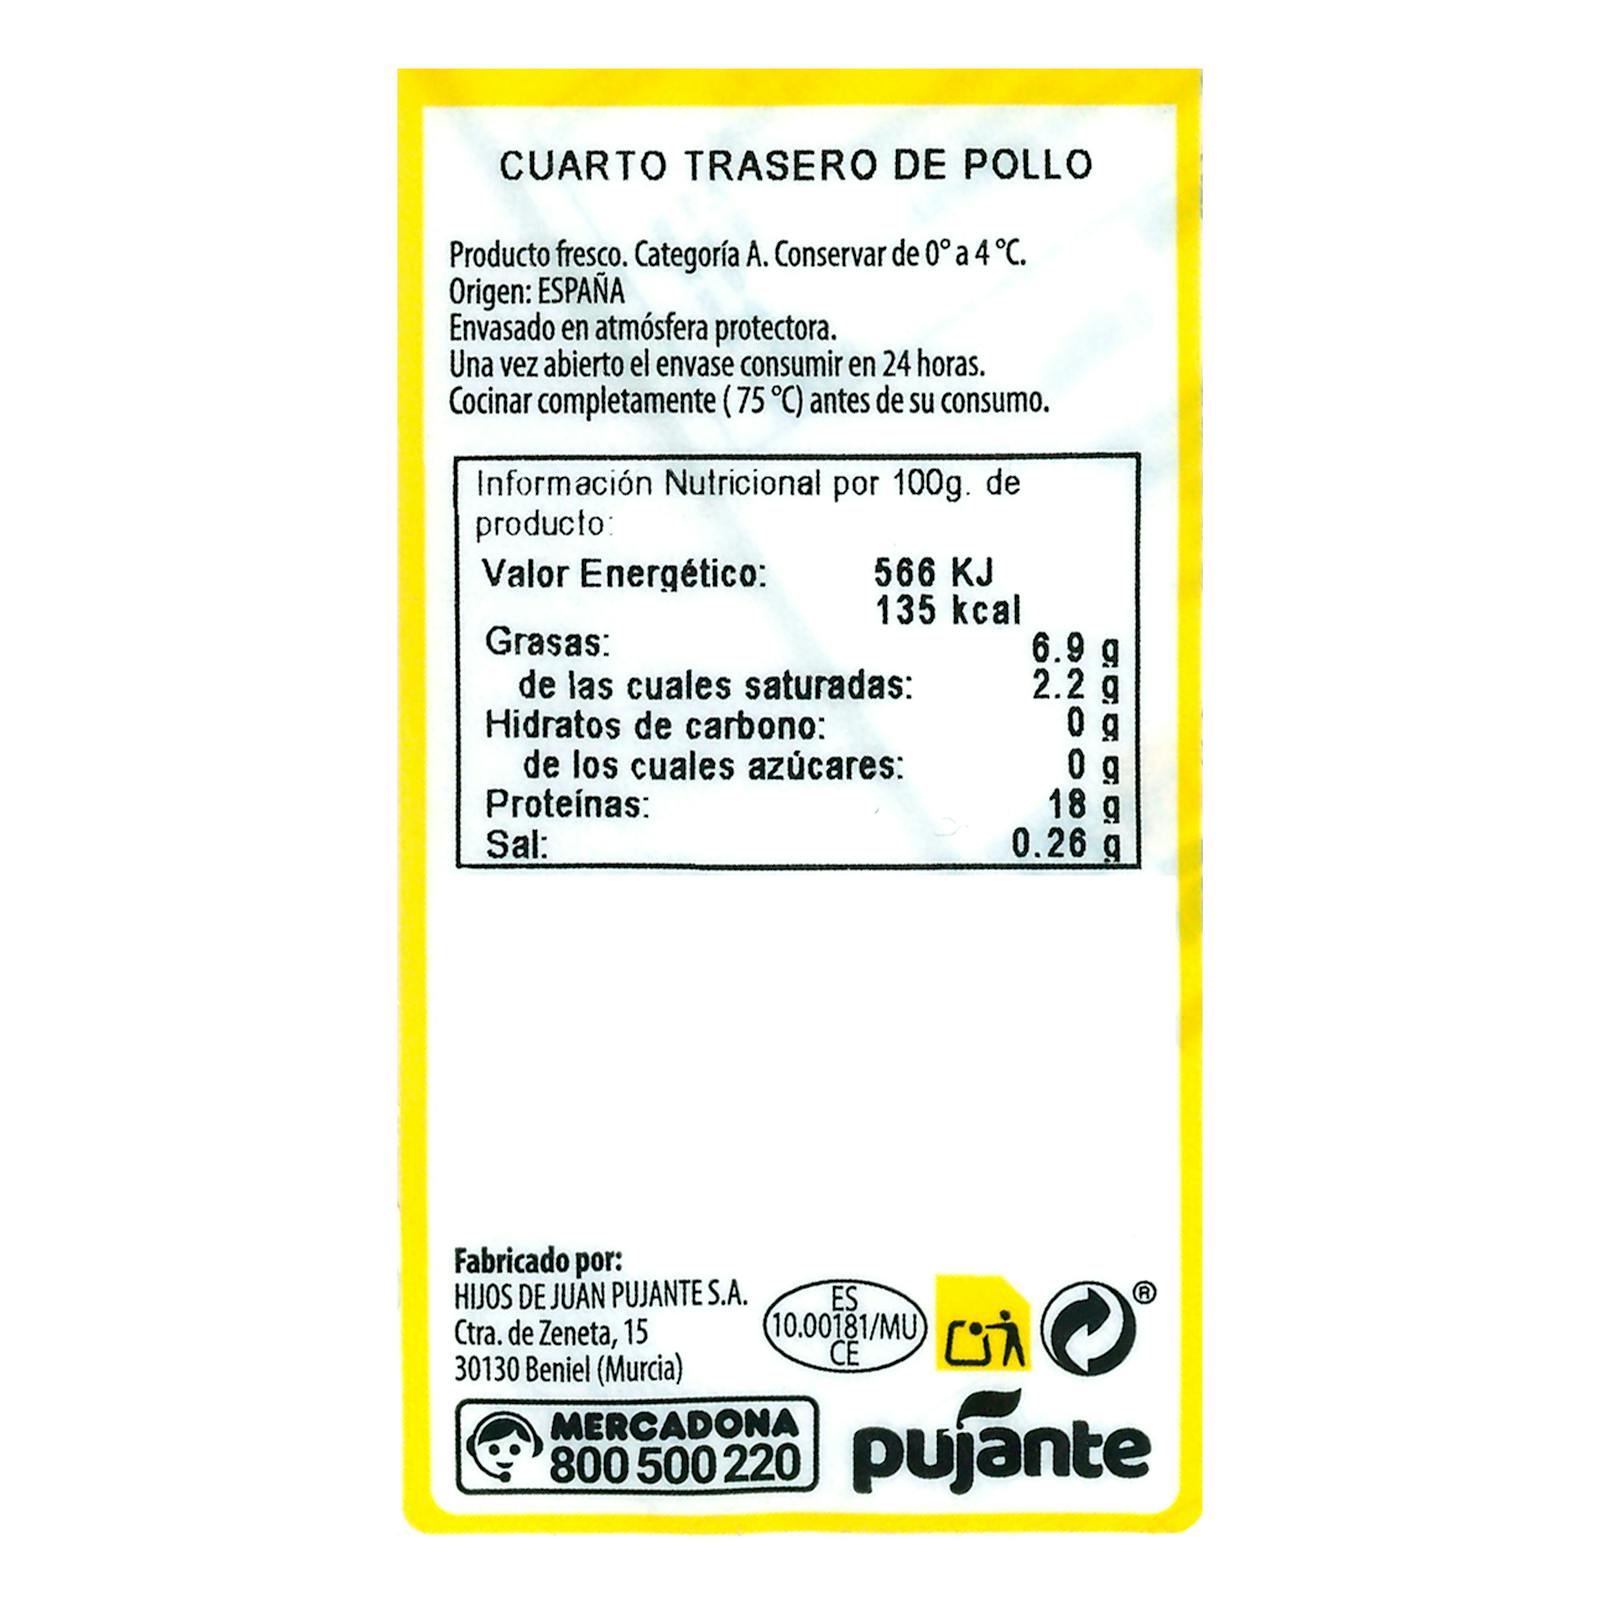 CUARTO TRASERO DE POLLO
Producto fresco. Categoría A. Conservar de 0° a 4 °C.
Origen: ESPAÑA
Envasado en atmósfera protectora.
Una vez abierto el envase consumir en 24 horas.
Cocinar completamente ( 75 °C) antes de su consumo.
Información Nutricional por 100g. de
producto:
Valor Energético: 566 KJ
135 kcal
Grasas: 6.9 g
de las cuales saturadas: 2.2 g
Hidratos de carbono: 0 g
de los cuales azúcares: 0 g
Proteínas: 18 g
Sal: 0.26 g
Fabricado por:
HIJOS DE JUAN PUJANTE S.A.
Ctra. de Zeneta, 15
30130 Beniel (Murcia)
ES
10.00181/MU
CE
®
MERCADONA
800 500 220
pujante